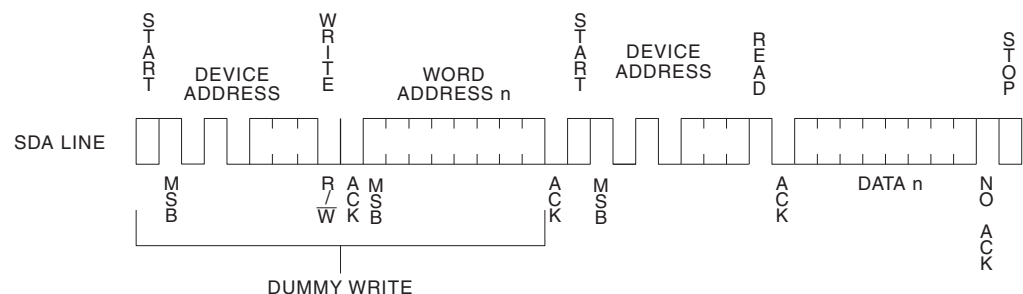 START
WRITE
START
READ
STOP
DEVICE
ADDRESS
WORD
ADDRESS n
DEVICE
ADDRESS
SDA LINE
MSB
R/W
ACK
MSB
ACK
MSB
ACK
DATA n
NO ACK
DUMMY WRITE